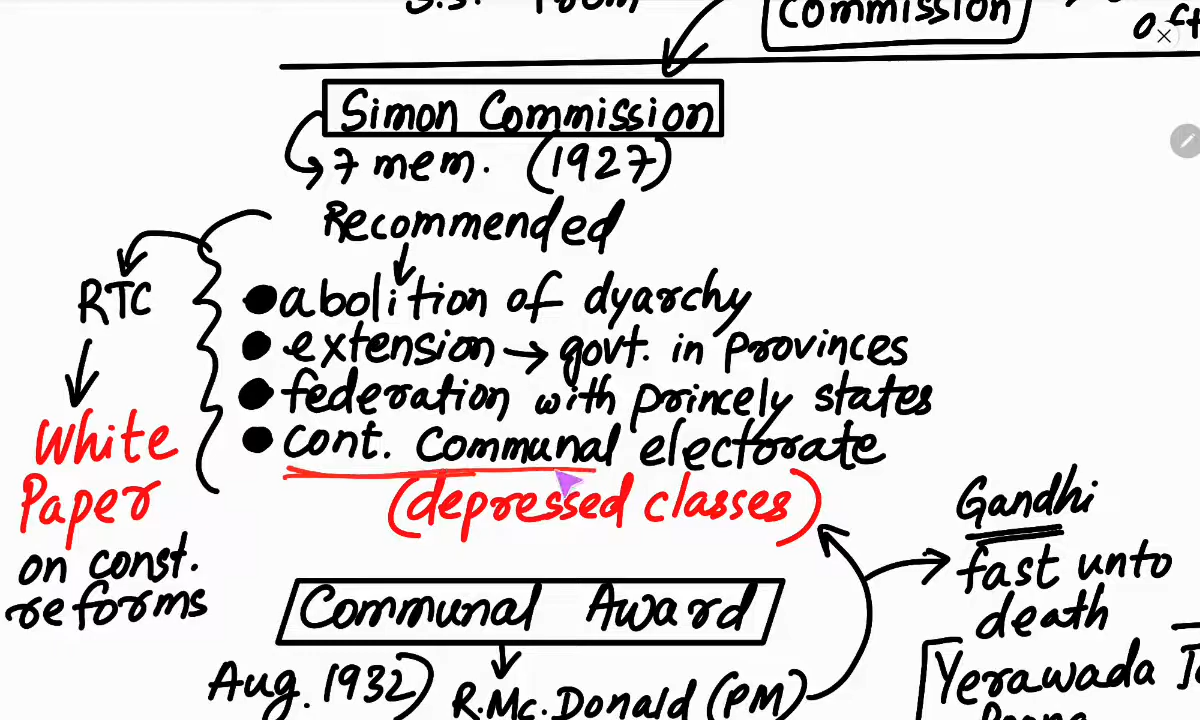 commission
Simon Commission
7 mem. (1927)
Recommended
RTC
● abolition of dyarchy
● extension → govt. in provinces
● federation with princely states
● cont. Communal electorate
(depressed classes)
White
Paper
on const.
reforms
Gandhi
fast unto
death
Communal Award
Aug. 1932)
R. Mc. Donald (PM)
Yerawada